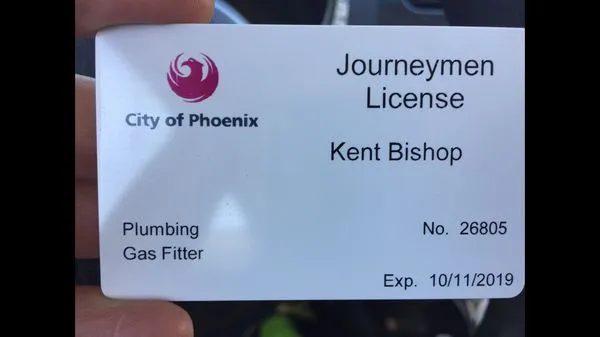 Journeymen
License
City of Phoenix
Kent Bishop
Plumbing
No. 26805
Gas Fitter
Exp. 10/11/2019